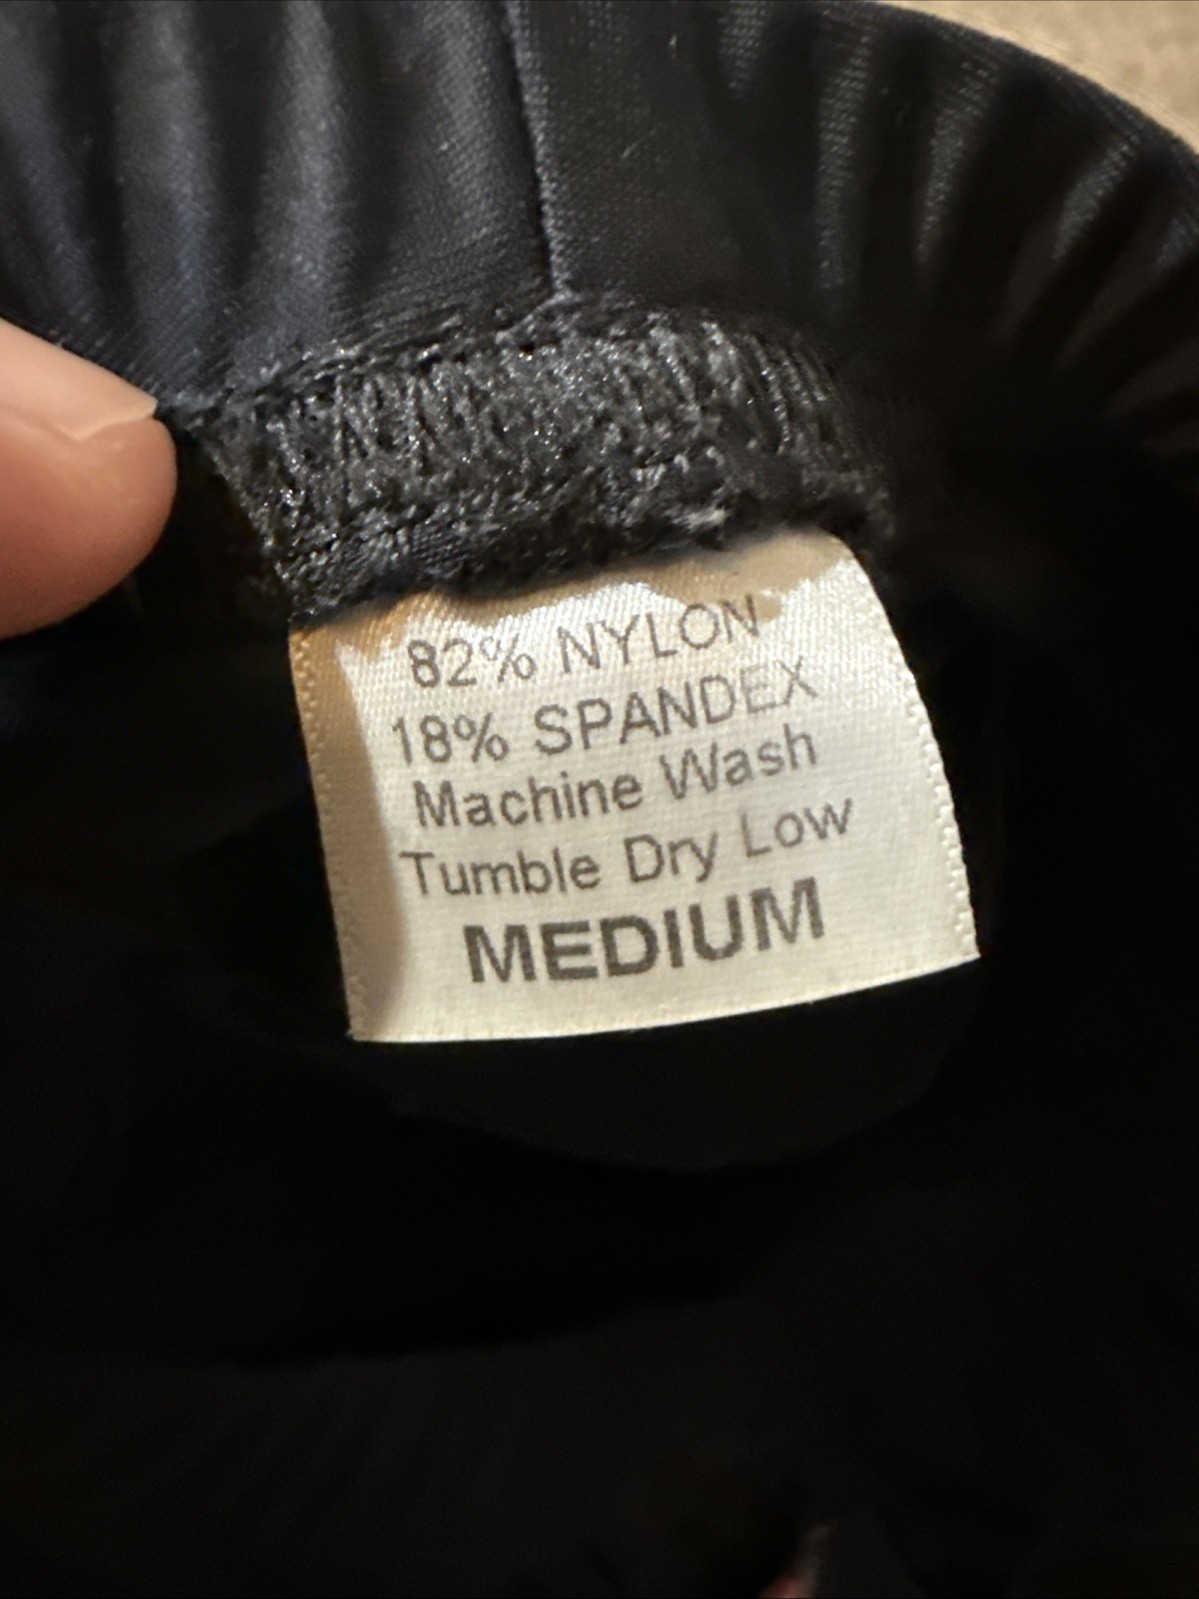 82% NYLON
18% SPANDEX
Machine Wash
Tumble Dry Low
MEDIUM